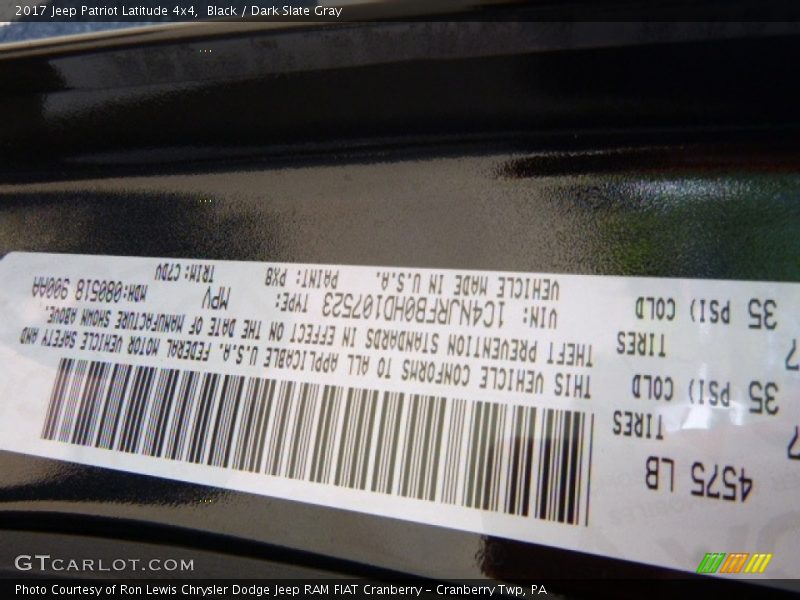 2017 Jeep Patriot Latitude 4x4, Black / Dark Slate Gray
4575 LB
TIRES
35 PSI) COLD
TIRES
35 PSI) COLD
THIS VEHICLE CONFORMS TO ALL APPLICABLE U.S.A. FEDERAL MOTOR VEHICLE SAFETY AND
THEFT PREVENTION STANDARDS IN EFFECT ON THE DATE OF MANUFACTURE SHOWN ABOVE.
VIN: 1C4NJRFB0HD107523 TYPE: MPV MDH:080518 900AA
VEHICLE MADE IN U.S.A. PAINT: PX8 TRIM: C7DV
GTCARLOT.COM
Photo Courtesy of Ron Lewis Chrysler Dodge Jeep RAM FIAT Cranberry – Cranberry Twp, PA